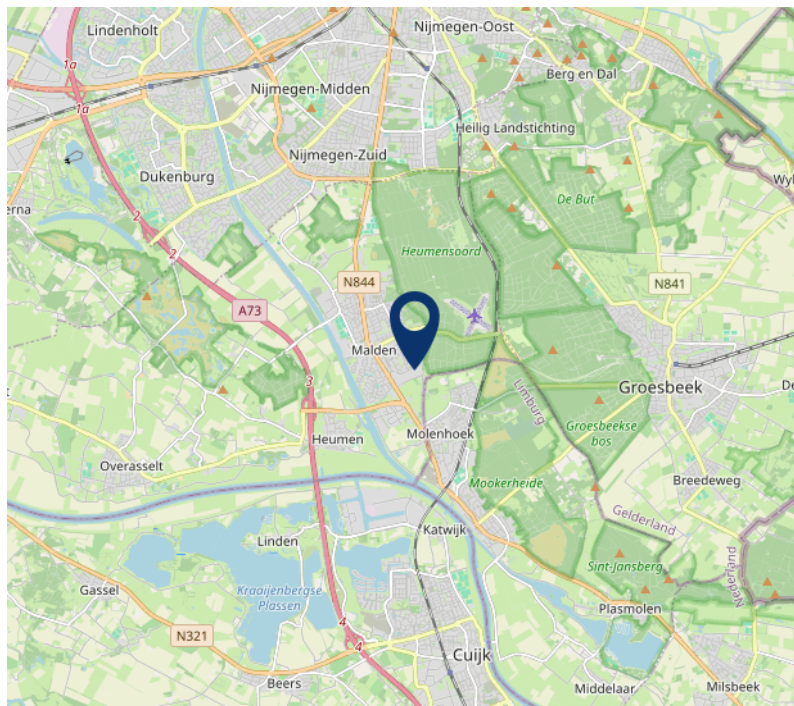 Lindenholt
Nijmegen-Oost
1a
Berg en Dal
Nijmegen-Midden
1a
Heilig Landstichting
Nijmegen-Zuid
Dukenburg
De But
2
Heumensoord
2
N844
N841
A73
Malden
3
Limburg
Groesbeek
Groesbeekse
bos
Molenhoek
Heumen
Overasselt
Mookerheide
Breedeweg
Gelderland
Katwijk
Linden
Sint-Jansberg
Nederland
Gassel
Kraaijenbergse
Plassen
Plasmolen
4
N321
4
Cuijk
Beers
Middelaar
Milsbeek